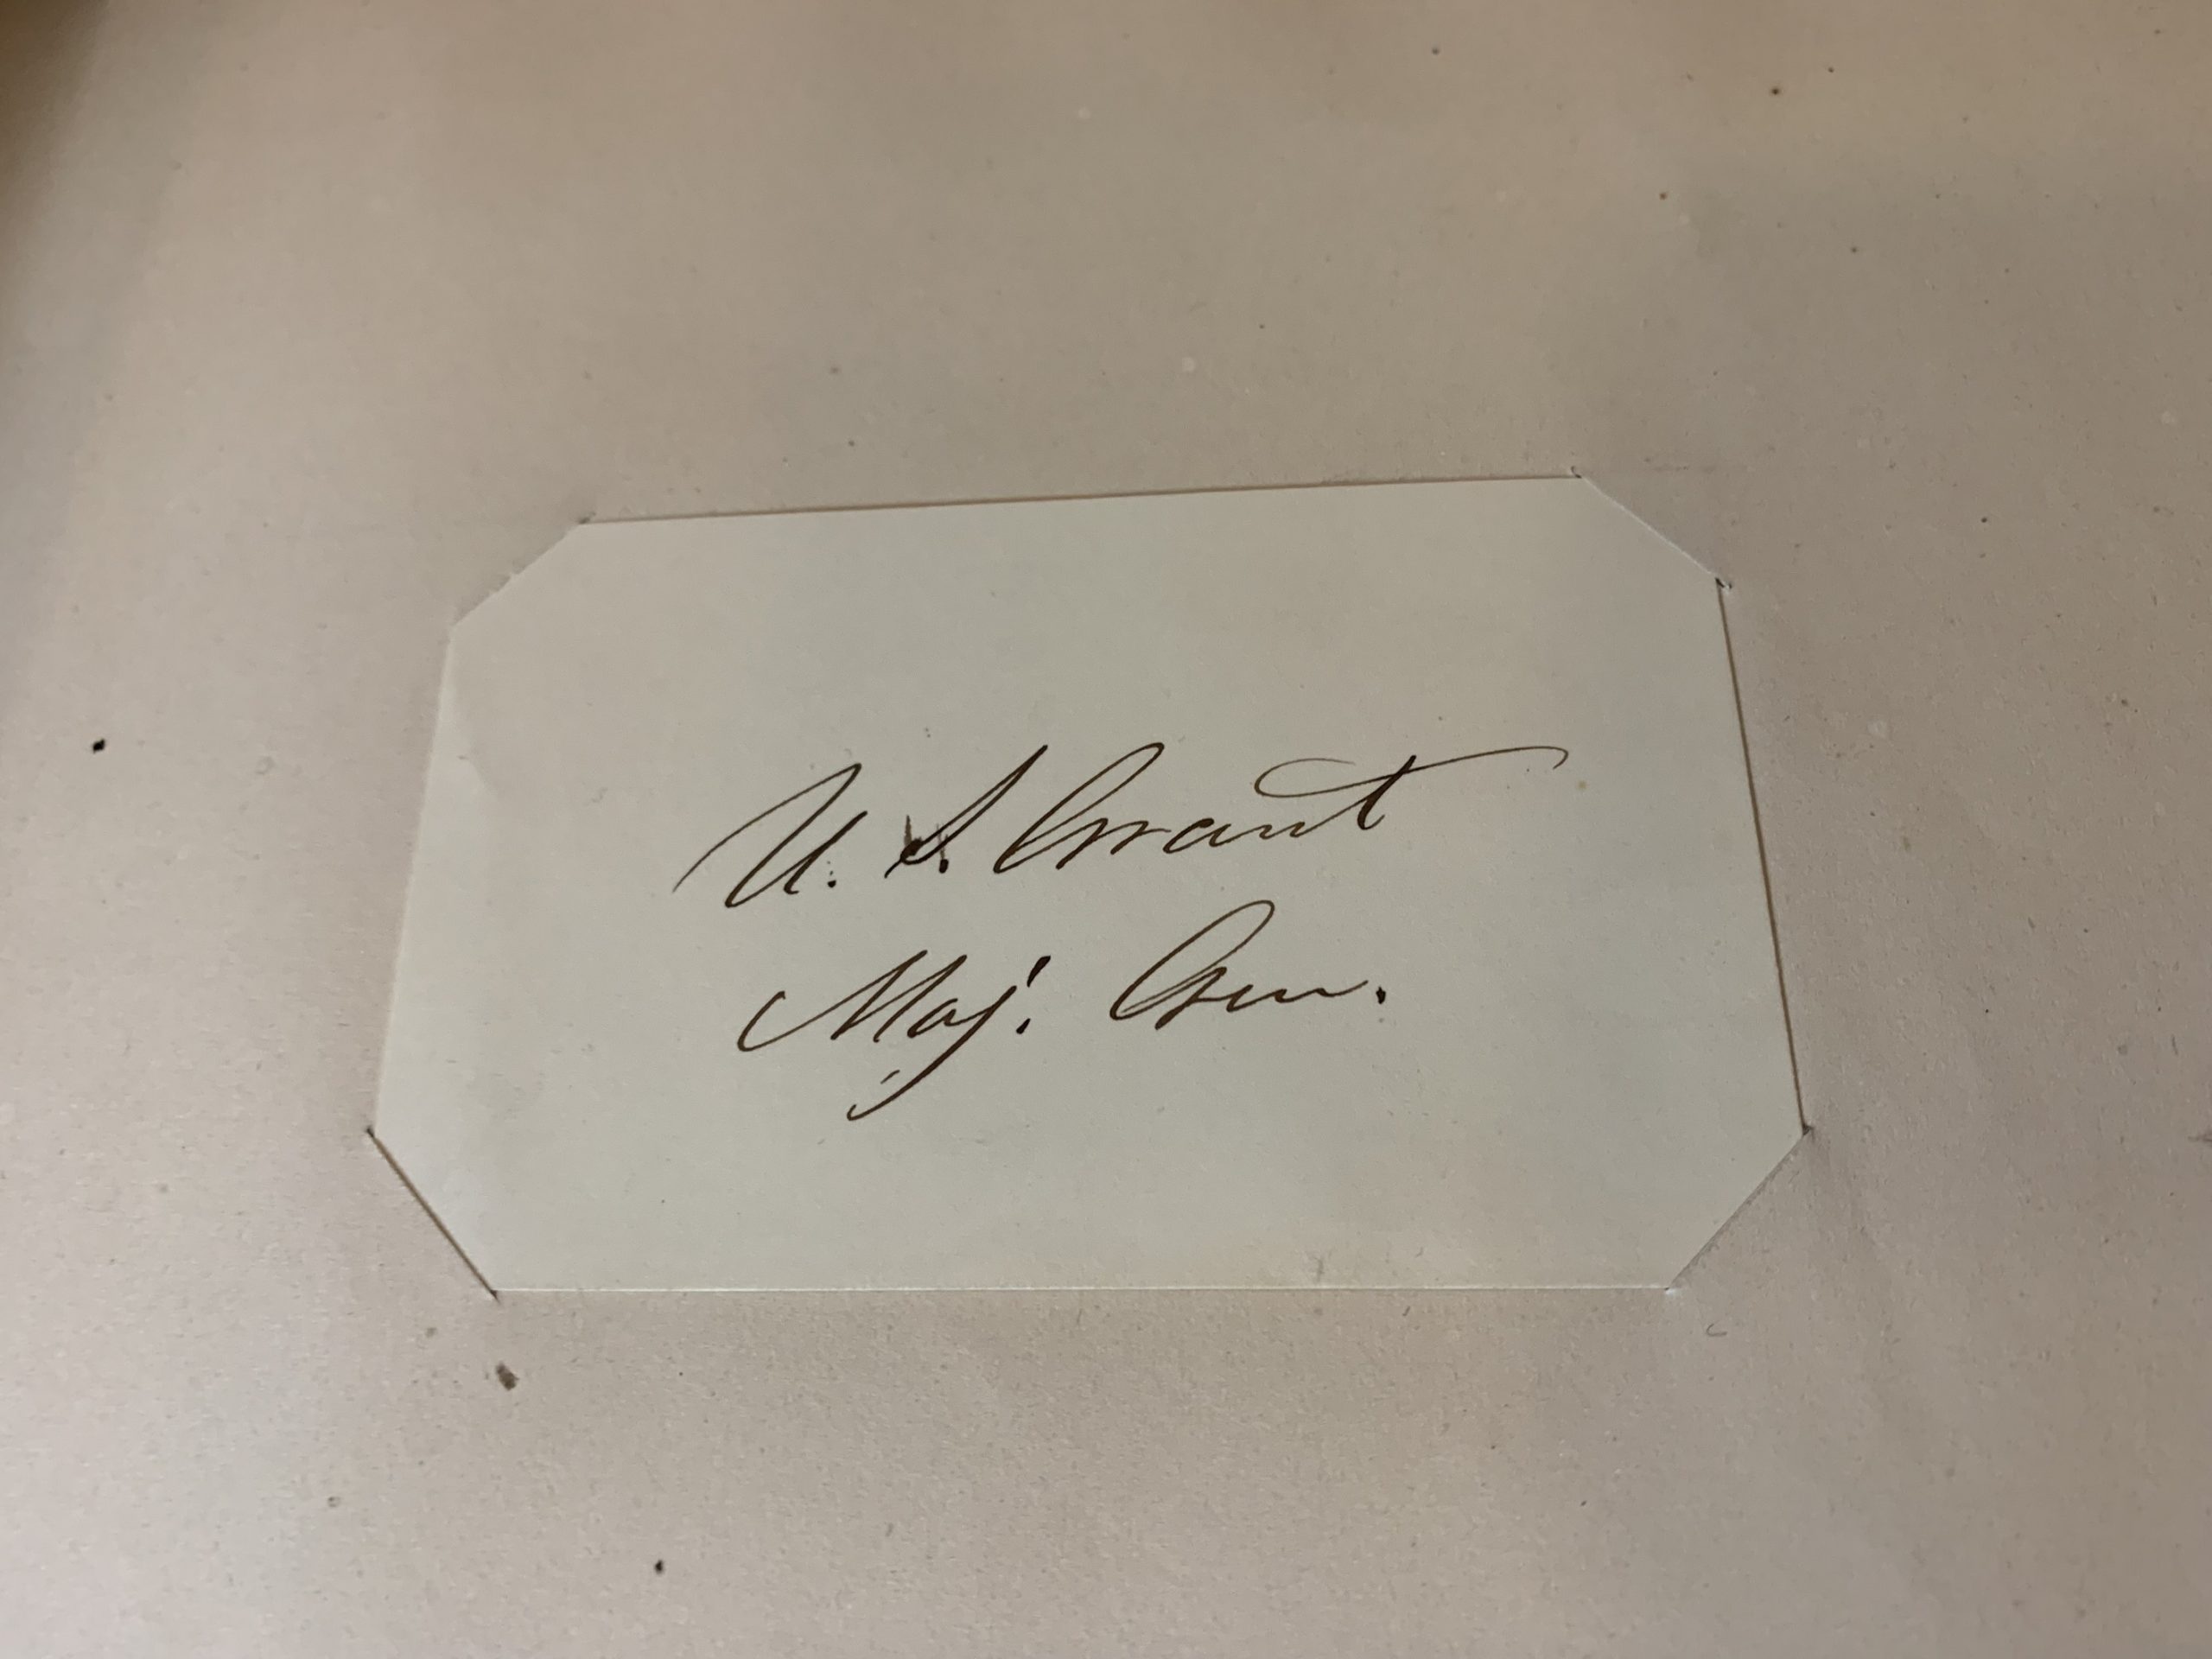 U. S. Grant
Maj. Gen.